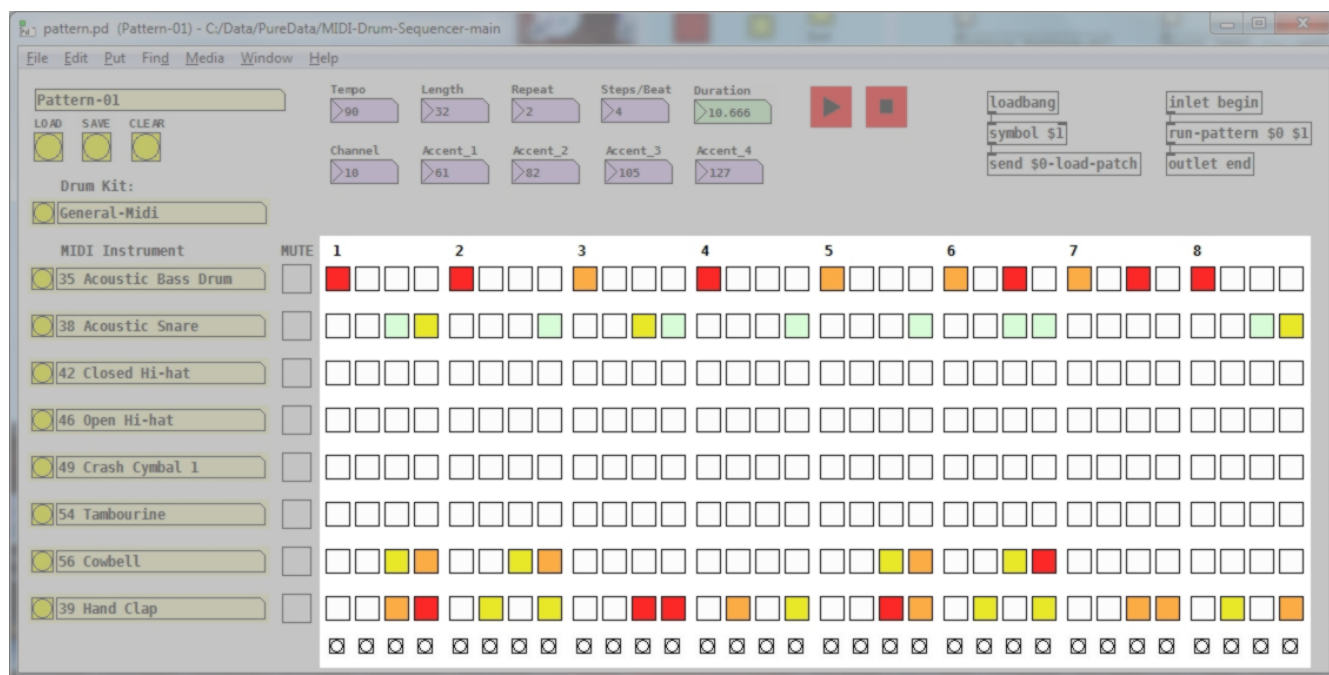 pattern.pd (Pattern-01) - C:/Data/PureData/MIDI-Drum-Sequencer-main
File Edit Put Find Media Window Help
Pattern-01
LOAD SAVE CLEAR
Tempo Length Repeat Steps/Beat Duration
90 32 2 4 10.666
Channel Accent_1 Accent_2 Accent_3 Accent_4
10 61 82 105 127
loadbang
symbol $1
send $0-load-patch
inlet begin
run-pattern $0 $1
outlet end
Drum Kit:
General-Midi
MIDI Instrument MUTE 1 2 3 4 5 6 7 8
35 Acoustic Bass Drum
38 Acoustic Snare
42 Closed Hi-hat
46 Open Hi-hat
49 Crash Cymbal 1
54 Tambourine
56 Cowbell
39 Hand Clap